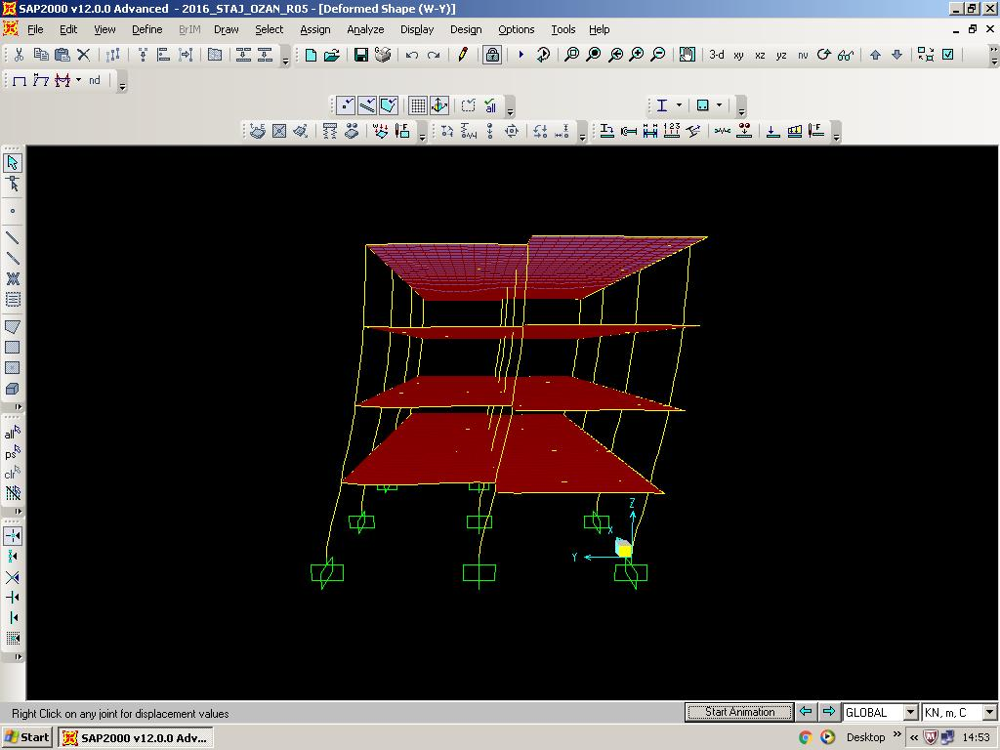 SAP2000 v12.0.0 Advanced - 2016_STAJ_OZAN_R05 - [Deformed Shape (W-Y)]
File Edit View Define BrIM Draw Select Assign Analyze Display Design Options Tools Help
3-d xy xz yz nv
nd
all
all
ps
clr
Z
X
Y
Right Click on any joint for displacement values
Start Animation
GLOBAL
KN, m, C
Start
SAP2000 v12.0.0 Adv...
Desktop
14:53